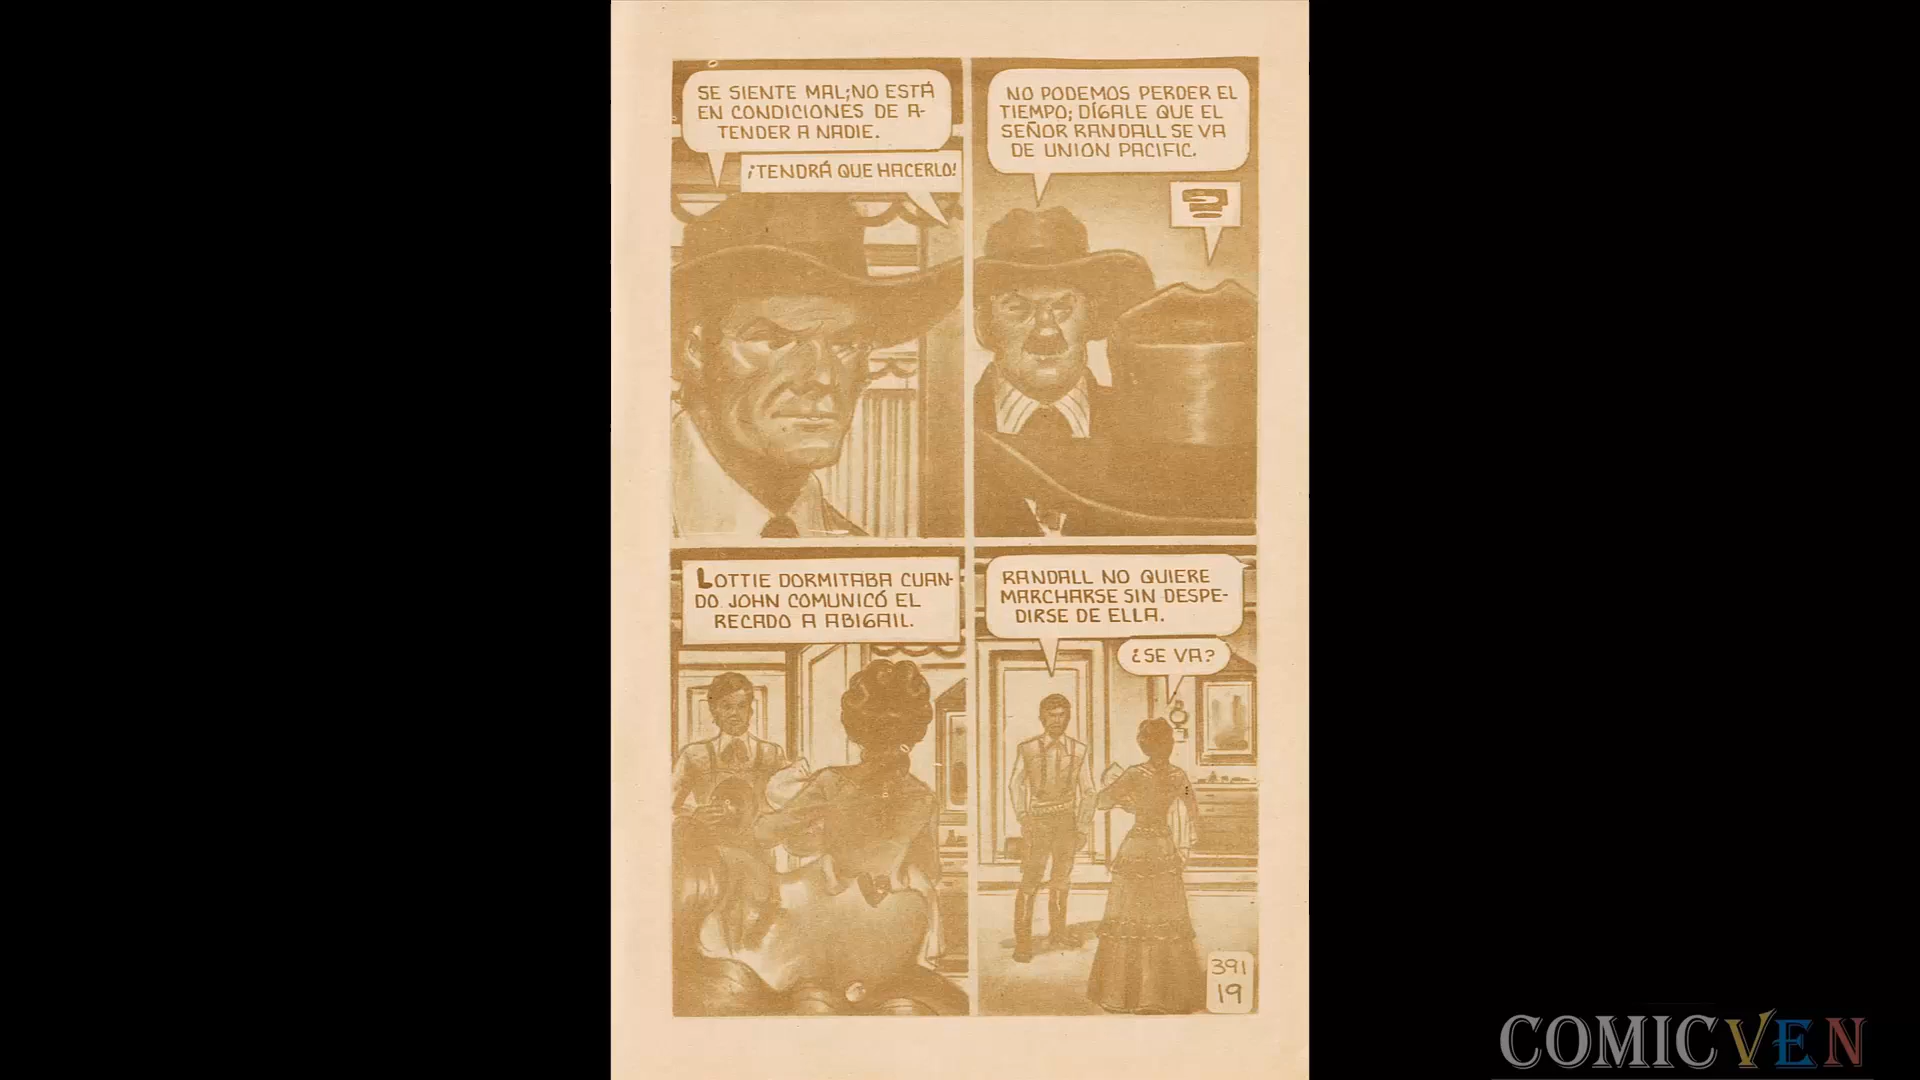 SE SIENTE MAL; NO ESTÁ
EN CONDICIONES DE A-
TENDER A NADIE.
¡TENDRÁ QUE HACERLO!
NO PODEMOS PERDER EL
TIEMPO; DÍGALE QUE EL
SEÑOR RANDALL SE VA
DE UNION PACIFIC.
?
LOTTIE DORMITABA CUAN-
DO JOHN COMUNICÓ EL
RECADO A ABIGAIL.
RANDALL NO QUIERE
MARCHARSE SIN DESPE-
DIRSE DE ELLA.
¿SE VA?
391
19
COMICVEN